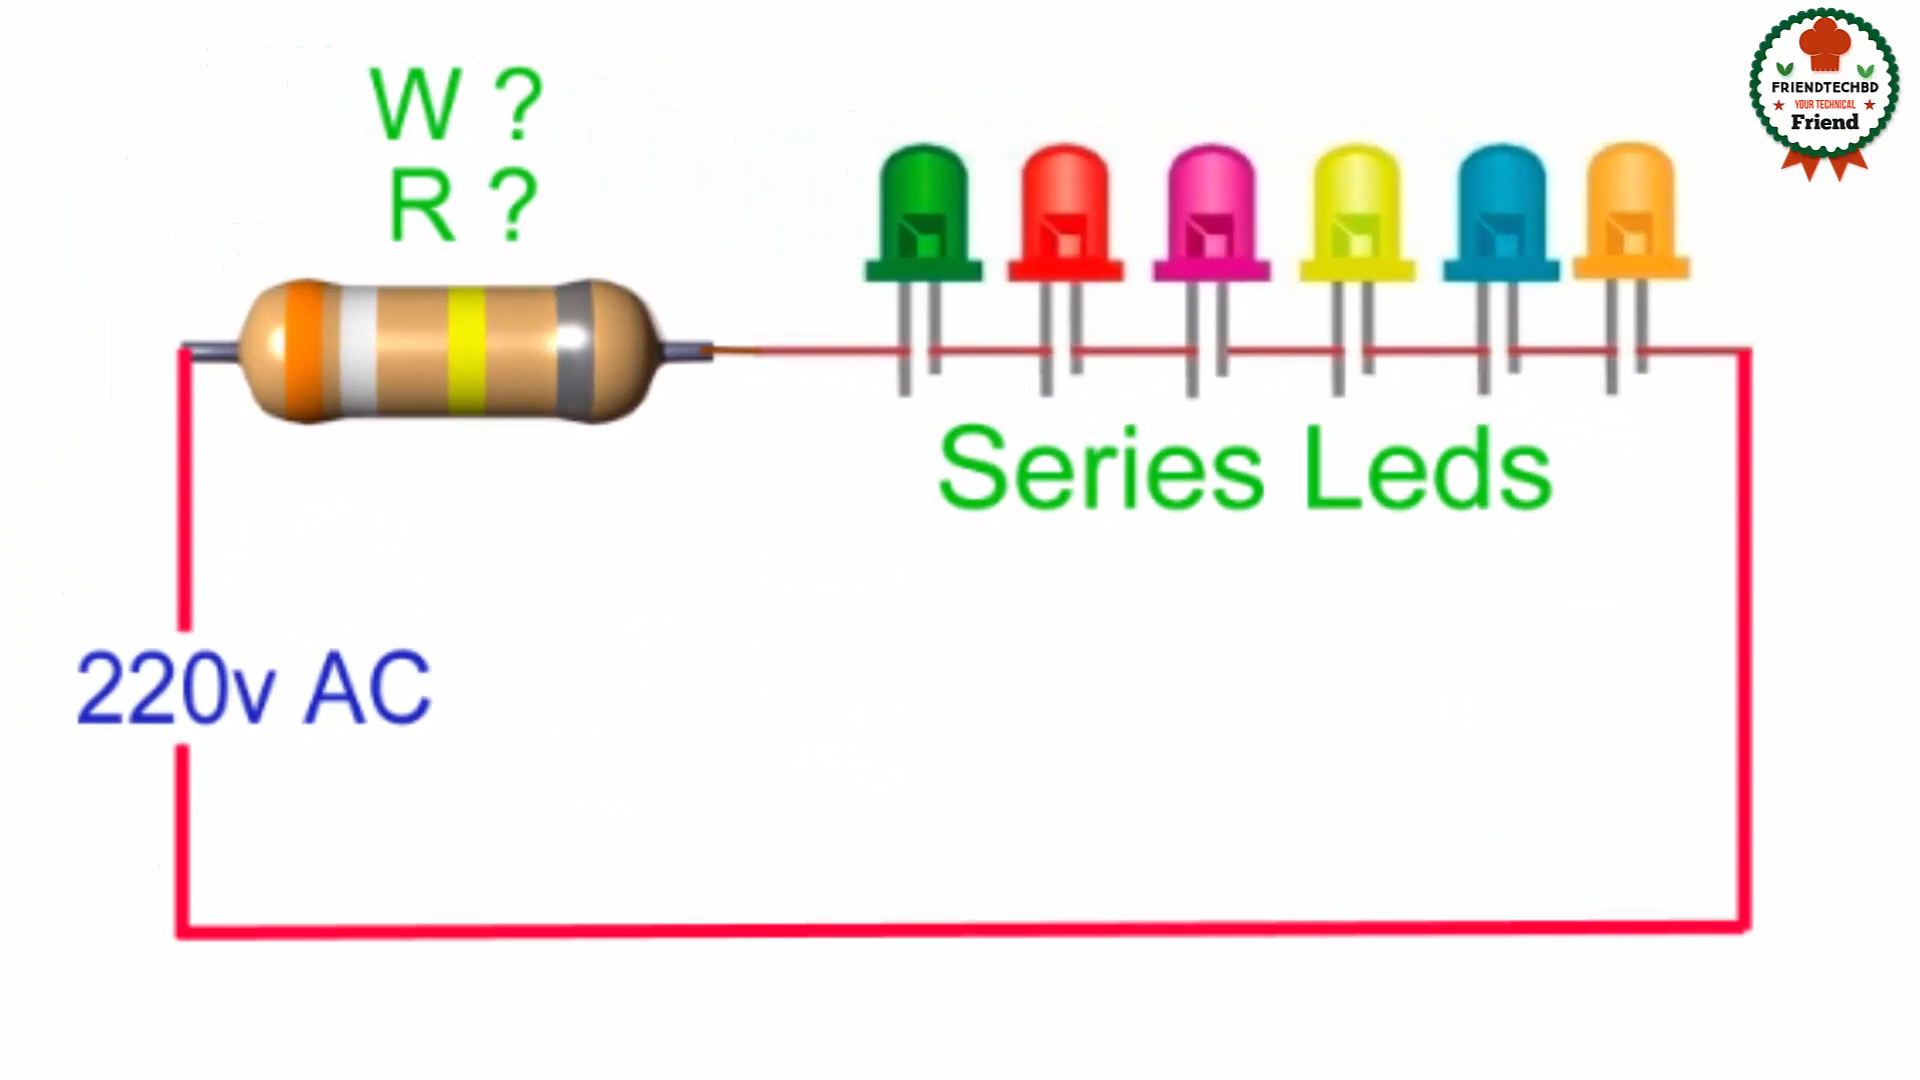 W ?
R ?
FRIENDTECHBD
YOUR TECHNICAL
Friend
Series Leds
220v AC